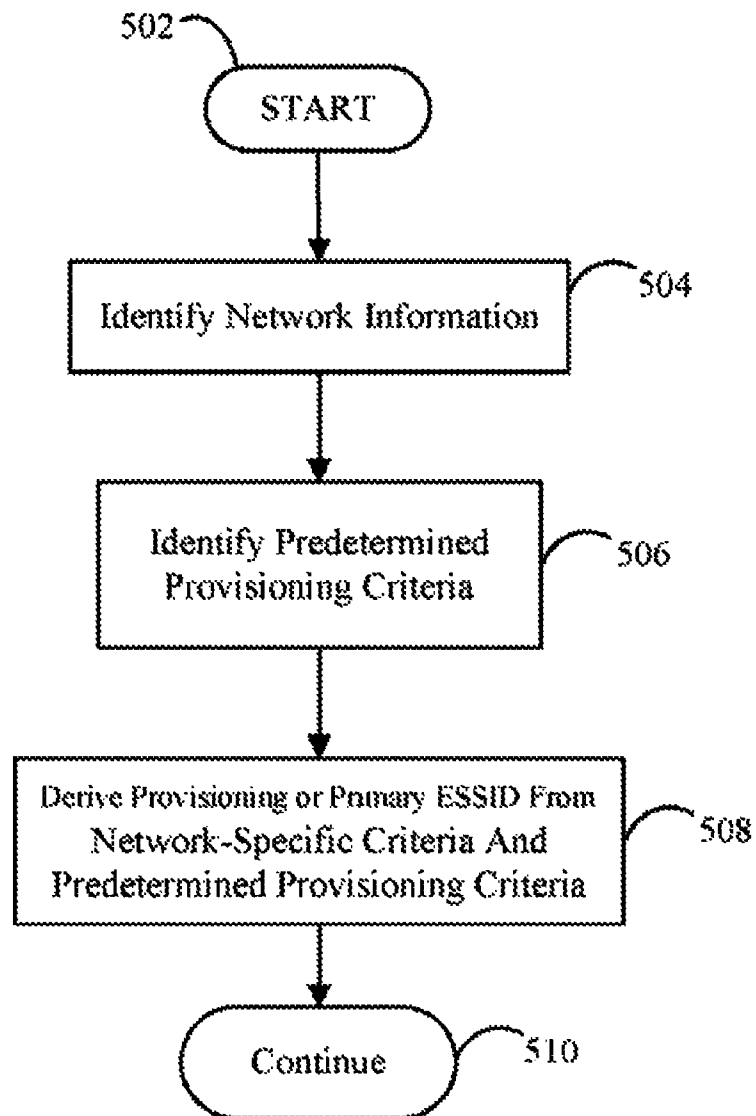 502
START
Identify Network Information
504
Identify Predetermined
Provisioning Criteria
506
Derive Provisioning or Primary ESSID From
Network-Specific Criteria And
Predetermined Provisioning Criteria
508
Continue
510